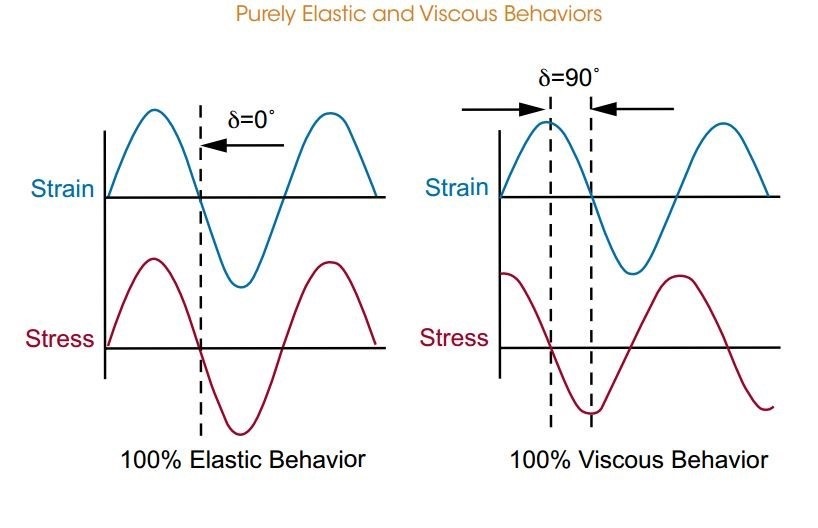 Purely Elastic and Viscous Behaviors
δ=0°
Strain
Stress
100% Elastic Behavior
δ=90°
Strain
Stress
100% Viscous Behavior